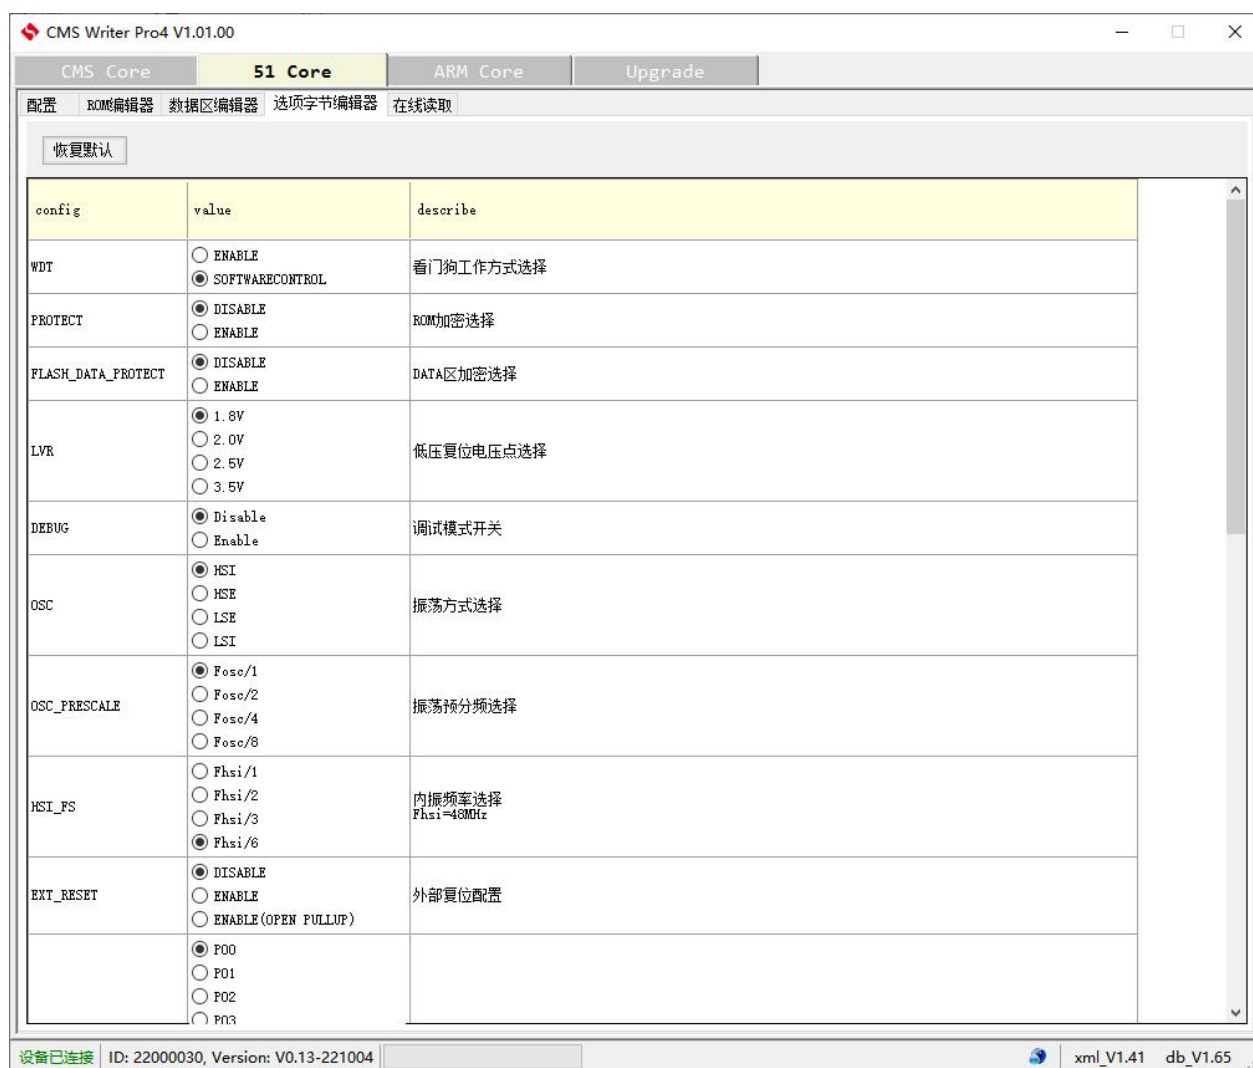 CMS Writer Pro4 V1.01.00
CMS Core 51 Core ARM Core Upgrade
配置 ROM编辑器 数据区编辑器 选项字节编辑器 在线读取
恢复默认
config value describe
WDT
ENABLE
SOFTWARECONTROL
看门狗工作方式选择
PROTECT
DISABLE
ENABLE
ROM加密选择
FLASH_DATA_PROTECT
DISABLE
ENABLE
DATA区加密选择
LVR
1.8V
2.0V
2.5V
3.5V
低压复位电压点选择
DEBUG
Disable
Enable
调试模式开关
OSC
HSI
HSE
LSE
LSI
振荡方式选择
OSC_PRESCALE
Fosc/1
Fosc/2
Fosc/4
Fosc/8
振荡预分频选择
HSI_FS
Fhsi/1
Fhsi/2
Fhsi/3
Fhsi/6
内振频率选择
Fhsi=48MHz
EXT_RESET
DISABLE
ENABLE
ENABLE(OPEN PULLUP)
外部复位配置
P00
P01
P02
P03
设备已连接 ID: 22000030, Version: V0.13-221004 xml_V1.41 db_V1.65